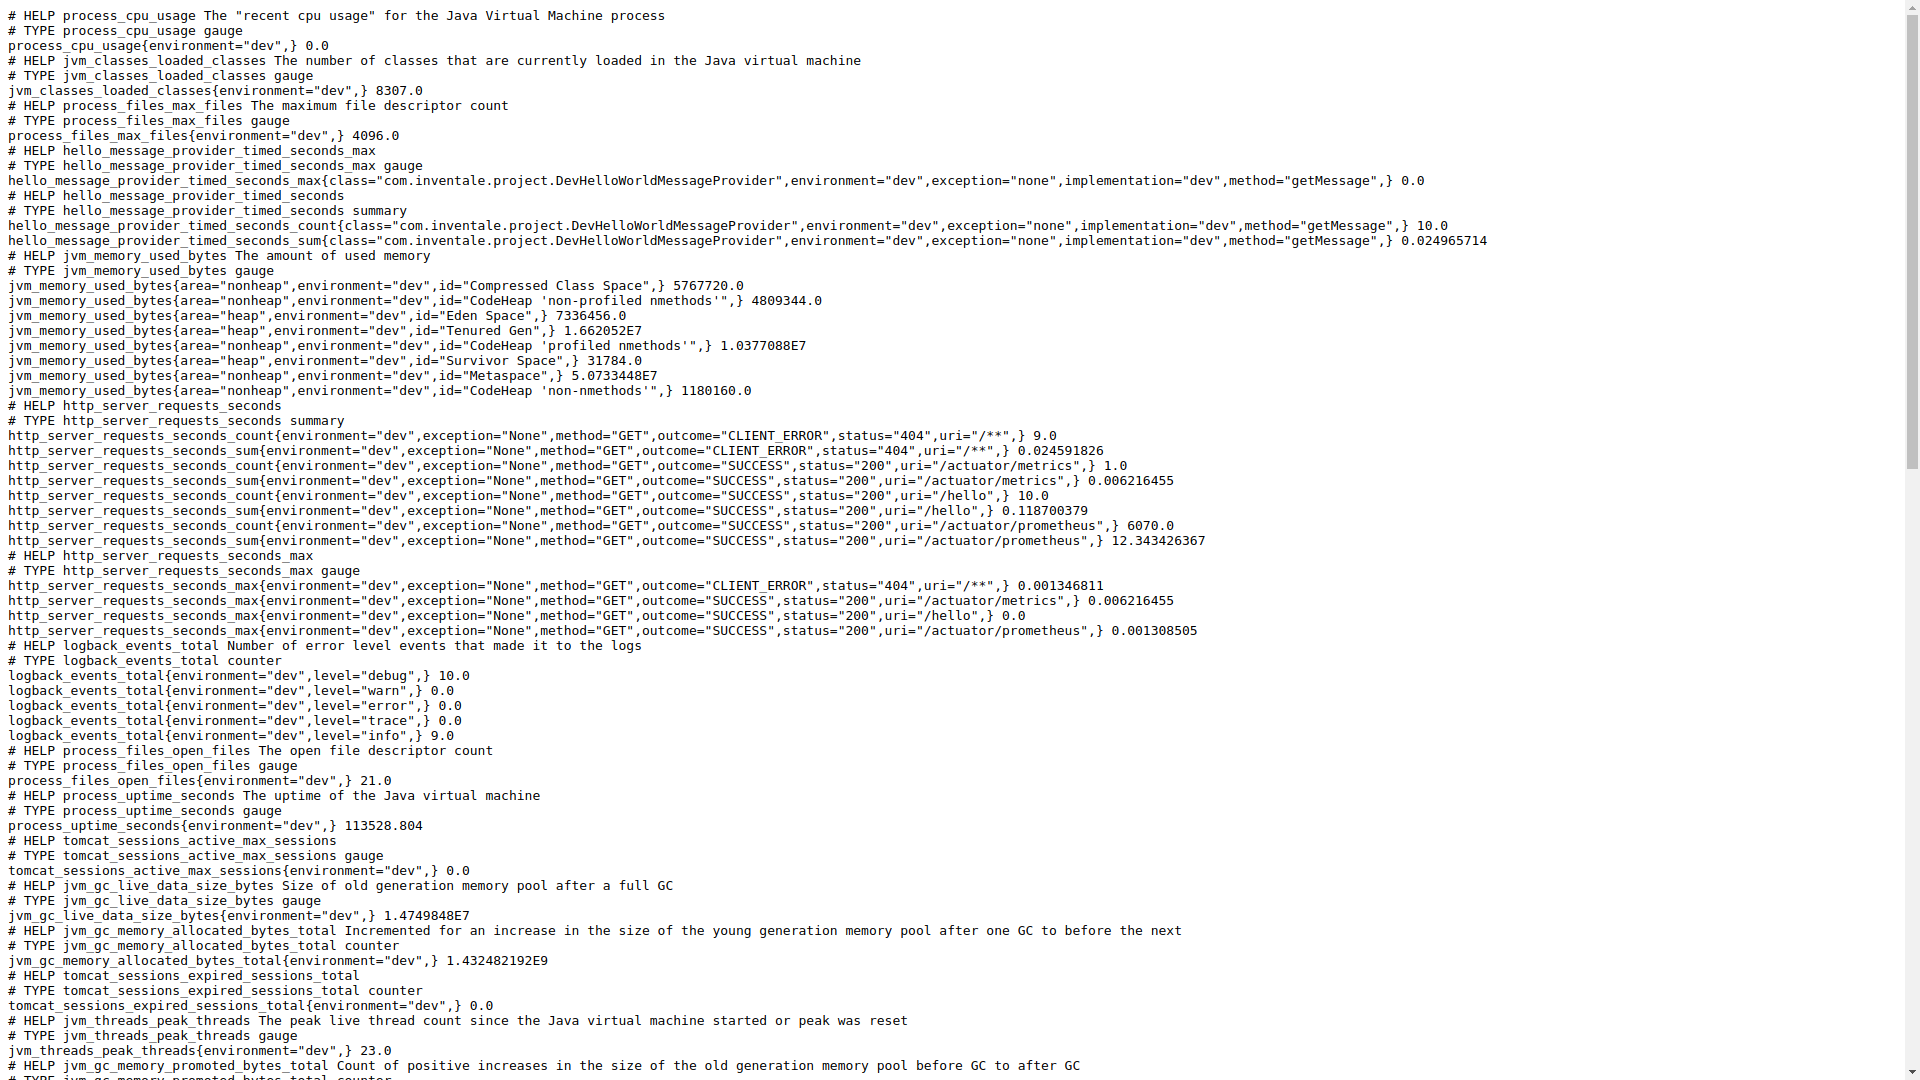 # HELP process_cpu_usage The "recent cpu usage" for the Java Virtual Machine process
# TYPE process_cpu_usage gauge
process_cpu_usage{environment="dev",} 0.0
# HELP jvm_classes_loaded_classes The number of classes that are currently loaded in the Java virtual machine
# TYPE jvm_classes_loaded_classes gauge
jvm_classes_loaded_classes{environment="dev",} 8307.0
# HELP process_files_max_files The maximum file descriptor count
# TYPE process_files_max_files gauge
process_files_max_files{environment="dev",} 4096.0
# HELP hello_message_provider_timed_seconds_max
# TYPE hello_message_provider_timed_seconds_max gauge
hello_message_provider_timed_seconds_max{class="com.inventale.project.DevHelloWorldMessageProvider",environment="dev",exception="none",implementation="dev",method="getMessage",} 0.0
# HELP hello_message_provider_timed_seconds
# TYPE hello_message_provider_timed_seconds summary
hello_message_provider_timed_seconds_count{class="com.inventale.project.DevHelloWorldMessageProvider",environment="dev",exception="none",implementation="dev",method="getMessage",} 10.0
hello_message_provider_timed_seconds_sum{class="com.inventale.project.DevHelloWorldMessageProvider",environment="dev",exception="none",implementation="dev",method="getMessage",} 0.024965714
# HELP jvm_memory_used_bytes The amount of used memory
# TYPE jvm_memory_used_bytes gauge
jvm_memory_used_bytes{area="nonheap",environment="dev",id="Compressed Class Space",} 5767720.0
jvm_memory_used_bytes{area="nonheap",environment="dev",id="CodeHeap 'non-profiled nmethods'",} 4809344.0
jvm_memory_used_bytes{area="heap",environment="dev",id="Eden Space",} 7336456.0
jvm_memory_used_bytes{area="heap",environment="dev",id="Tenured Gen",} 1.662052E7
jvm_memory_used_bytes{area="nonheap",environment="dev",id="CodeHeap 'profiled nmethods'",} 1.0377088E7
jvm_memory_used_bytes{area="heap",environment="dev",id="Survivor Space",} 31784.0
jvm_memory_used_bytes{area="nonheap",environment="dev",id="Metaspace",} 5.0733448E7
jvm_memory_used_bytes{area="nonheap",environment="dev",id="CodeHeap 'non-nmethods'",} 1180160.0
# HELP http_server_requests_seconds
# TYPE http_server_requests_seconds summary
http_server_requests_seconds_count{environment="dev",exception="None",method="GET",outcome="CLIENT_ERROR",status="404",uri="/**",} 9.0
http_server_requests_seconds_sum{environment="dev",exception="None",method="GET",outcome="CLIENT_ERROR",status="404",uri="/**",} 0.024591826
http_server_requests_seconds_count{environment="dev",exception="None",method="GET",outcome="SUCCESS",status="200",uri="/actuator/metrics",} 1.0
http_server_requests_seconds_sum{environment="dev",exception="None",method="GET",outcome="SUCCESS",status="200",uri="/actuator/metrics",} 0.006216455
http_server_requests_seconds_count{environment="dev",exception="None",method="GET",outcome="SUCCESS",status="200",uri="/hello",} 10.0
http_server_requests_seconds_sum{environment="dev",exception="None",method="GET",outcome="SUCCESS",status="200",uri="/hello",} 0.118700379
http_server_requests_seconds_count{environment="dev",exception="None",method="GET",outcome="SUCCESS",status="200",uri="/actuator/prometheus",} 6070.0
http_server_requests_seconds_sum{environment="dev",exception="None",method="GET",outcome="SUCCESS",status="200",uri="/actuator/prometheus",} 12.343426367
# HELP http_server_requests_seconds_max
# TYPE http_server_requests_seconds_max gauge
http_server_requests_seconds_max{environment="dev",exception="None",method="GET",outcome="CLIENT_ERROR",status="404",uri="/**",} 0.001346811
http_server_requests_seconds_max{environment="dev",exception="None",method="GET",outcome="SUCCESS",status="200",uri="/actuator/metrics",} 0.006216455
http_server_requests_seconds_max{environment="dev",exception="None",method="GET",outcome="SUCCESS",status="200",uri="/hello",} 0.0
http_server_requests_seconds_max{environment="dev",exception="None",method="GET",outcome="SUCCESS",status="200",uri="/actuator/prometheus",} 0.001308505
# HELP logback_events_total Number of error level events that made it to the logs
# TYPE logback_events_total counter
logback_events_total{environment="dev",level="debug",} 10.0
logback_events_total{environment="dev",level="warn",} 0.0
logback_events_total{environment="dev",level="error",} 0.0
logback_events_total{environment="dev",level="trace",} 0.0
logback_events_total{environment="dev",level="info",} 9.0
# HELP process_files_open_files The open file descriptor count
# TYPE process_files_open_files gauge
process_files_open_files{environment="dev",} 21.0
# HELP process_uptime_seconds The uptime of the Java virtual machine
# TYPE process_uptime_seconds gauge
process_uptime_seconds{environment="dev",} 113528.804
# HELP tomcat_sessions_active_max_sessions
# TYPE tomcat_sessions_active_max_sessions gauge
tomcat_sessions_active_max_sessions{environment="dev",} 0.0
# HELP jvm_gc_live_data_size_bytes Size of old generation memory pool after a full GC
# TYPE jvm_gc_live_data_size_bytes gauge
jvm_gc_live_data_size_bytes{environment="dev",} 1.4749848E7
# HELP jvm_gc_memory_allocated_bytes_total Incremented for an increase in the size of the young generation memory pool after one GC to before the next
# TYPE jvm_gc_memory_allocated_bytes_total counter
jvm_gc_memory_allocated_bytes_total{environment="dev",} 1.432482192E9
# HELP tomcat_sessions_expired_sessions_total
# TYPE tomcat_sessions_expired_sessions_total counter
tomcat_sessions_expired_sessions_total{environment="dev",} 0.0
# HELP jvm_threads_peak_threads The peak live thread count since the Java virtual machine started or peak was reset
# TYPE jvm_threads_peak_threads gauge
jvm_threads_peak_threads{environment="dev",} 23.0
# HELP jvm_gc_memory_promoted_bytes_total Count of positive increases in the size of the old generation memory pool before GC to after GC
# TYPE jvm_gc_memory_promoted_bytes_total counter